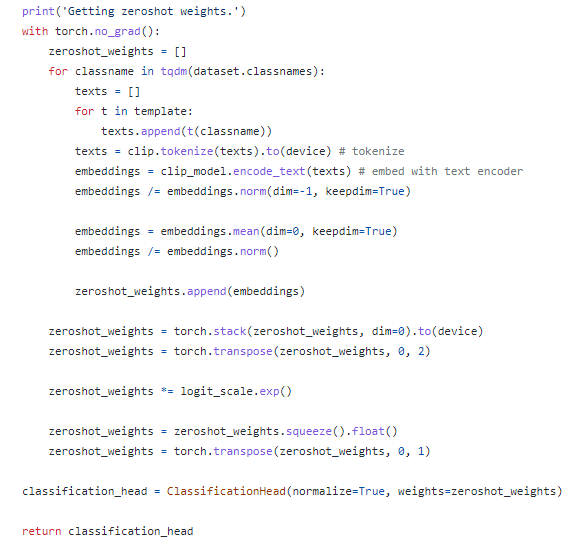 print('Getting zeroshot weights.')
with torch.no_grad():
    zeroshot_weights = []
    for classname in tqdm(dataset.classnames):
        texts = []
        for t in template:
            texts.append(t(classname))
        texts = clip.tokenize(texts).to(device) # tokenize
        embeddings = clip_model.encode_text(texts) # embed with text encoder
        embeddings /= embeddings.norm(dim=-1, keepdim=True)

        embeddings = embeddings.mean(dim=0, keepdim=True)
        embeddings /= embeddings.norm()

        zeroshot_weights.append(embeddings)

    zeroshot_weights = torch.stack(zeroshot_weights, dim=0).to(device)
    zeroshot_weights = torch.transpose(zeroshot_weights, 0, 2)

    zeroshot_weights *= logit_scale.exp()

    zeroshot_weights = zeroshot_weights.squeeze().float()
    zeroshot_weights = torch.transpose(zeroshot_weights, 0, 1)

classification_head = ClassificationHead(normalize=True, weights=zeroshot_weights)

return classification_head